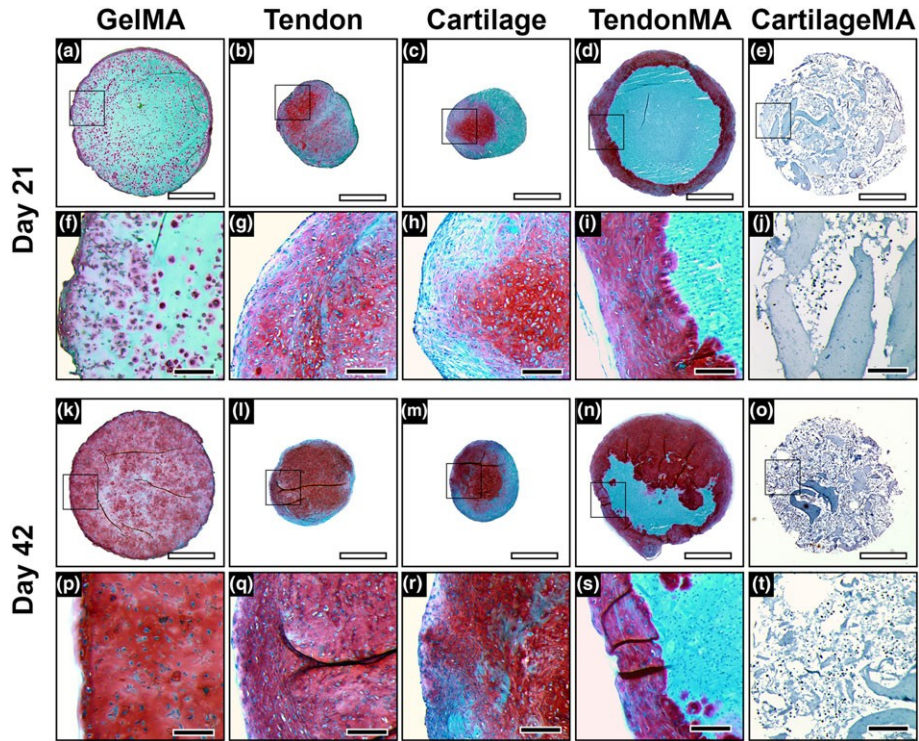 GelMA Tendon Cartilage TendonMA CartilageMA
Day 21
(a) (b) (c) (d) (e)
(f) (g) (h) (i) (j)
Day 42
(k) (l) (m) (n) (o)
(p) (q) (r) (s) (t)